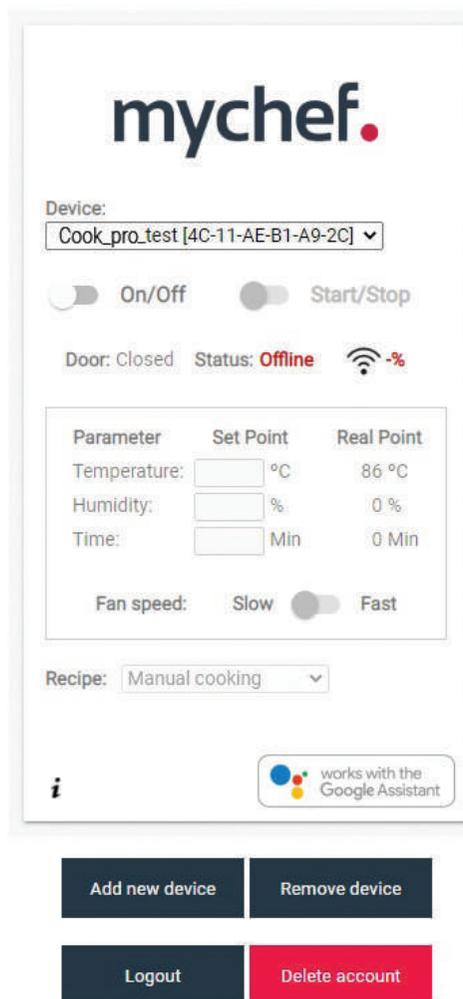 mychef.
Device:
Cook_pro_test [4C-11-AE-B1-A9-2C]
On/Off Start/Stop
Door: Closed Status: Offline -%
Parameter Set Point Real Point
Temperature: ºC 86 ºC
Humidity: % 0 %
Time: Min 0 Min
Fan speed: Slow Fast
Recipe: Manual cooking
i
works with the
Google Assistant
Add new device Remove device
Logout Delete account